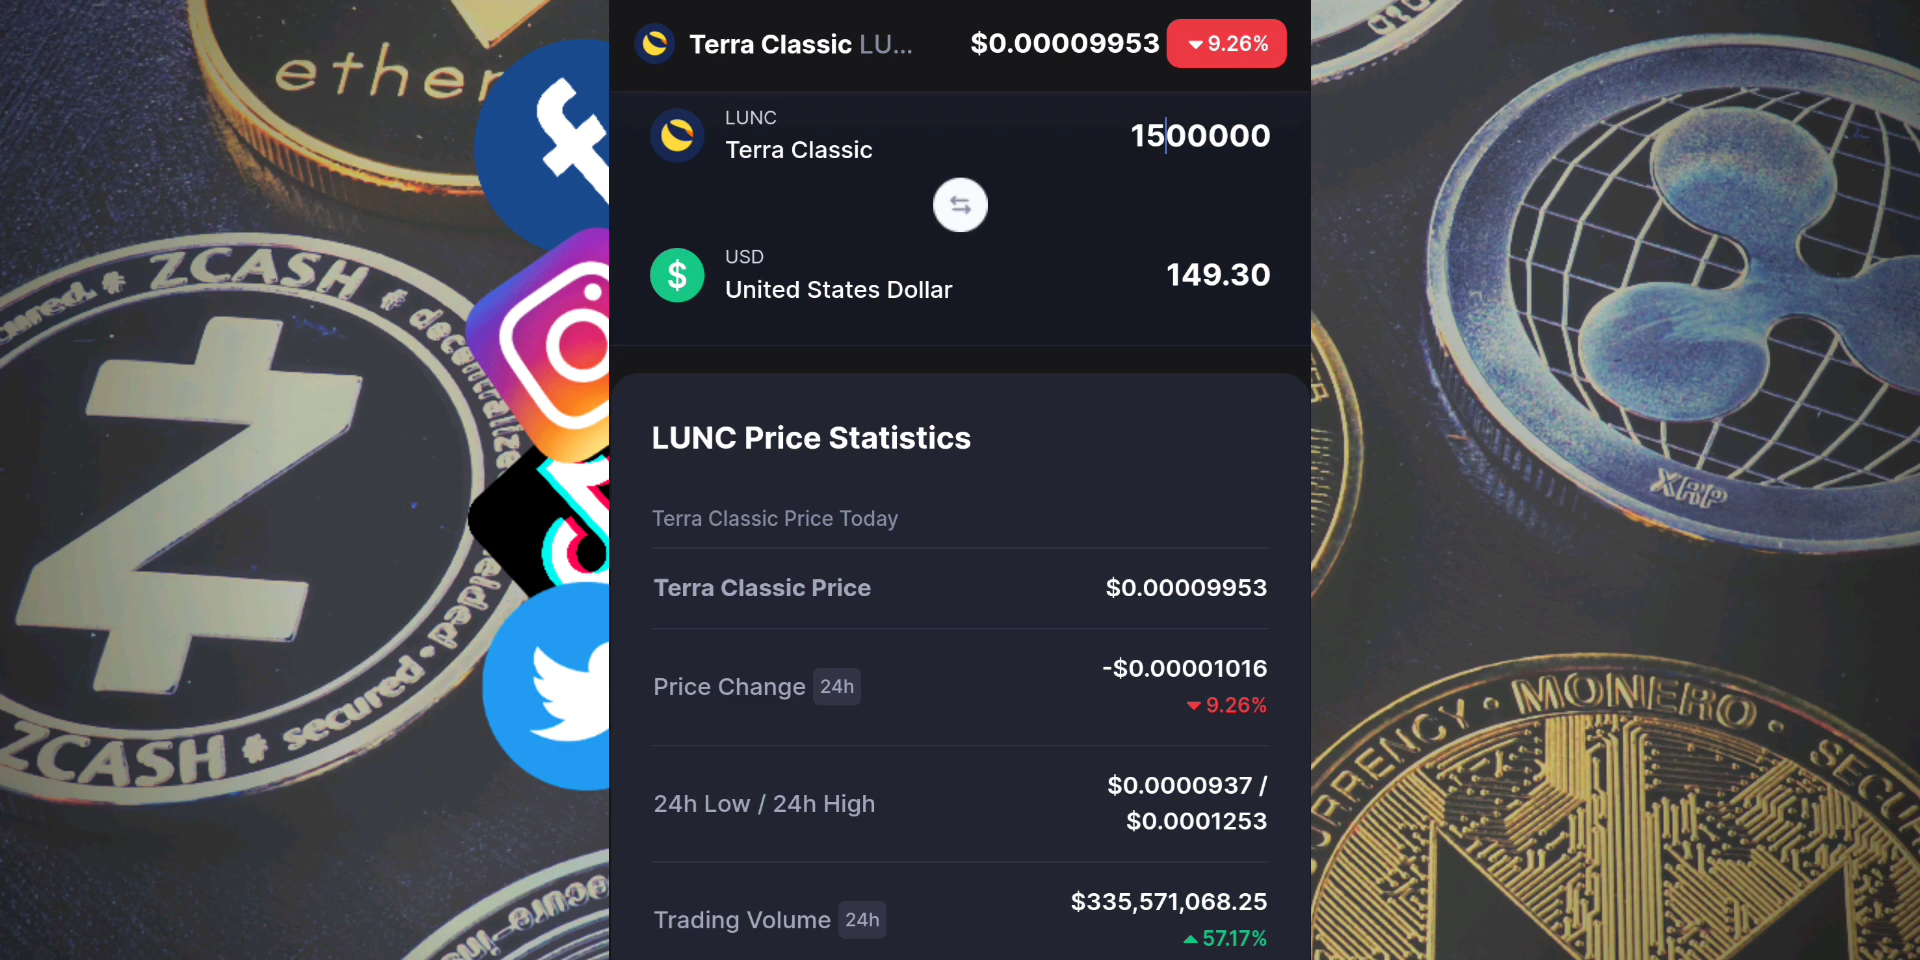 Terra Classic LU... $0.00009953 9.26%
LUNC
Terra Classic 1500000
USD
United States Dollar 149.30
LUNC Price Statistics
Terra Classic Price Today
Terra Classic Price $0.00009953
Price Change 24h -$0.00001016
9.26%
24h Low / 24h High $0.0000937 /
$0.0001253
Trading Volume 24h $335,571,068.25
57.17%
ether
# ZCASH #
ZCASH # secured
XRP
MONERO